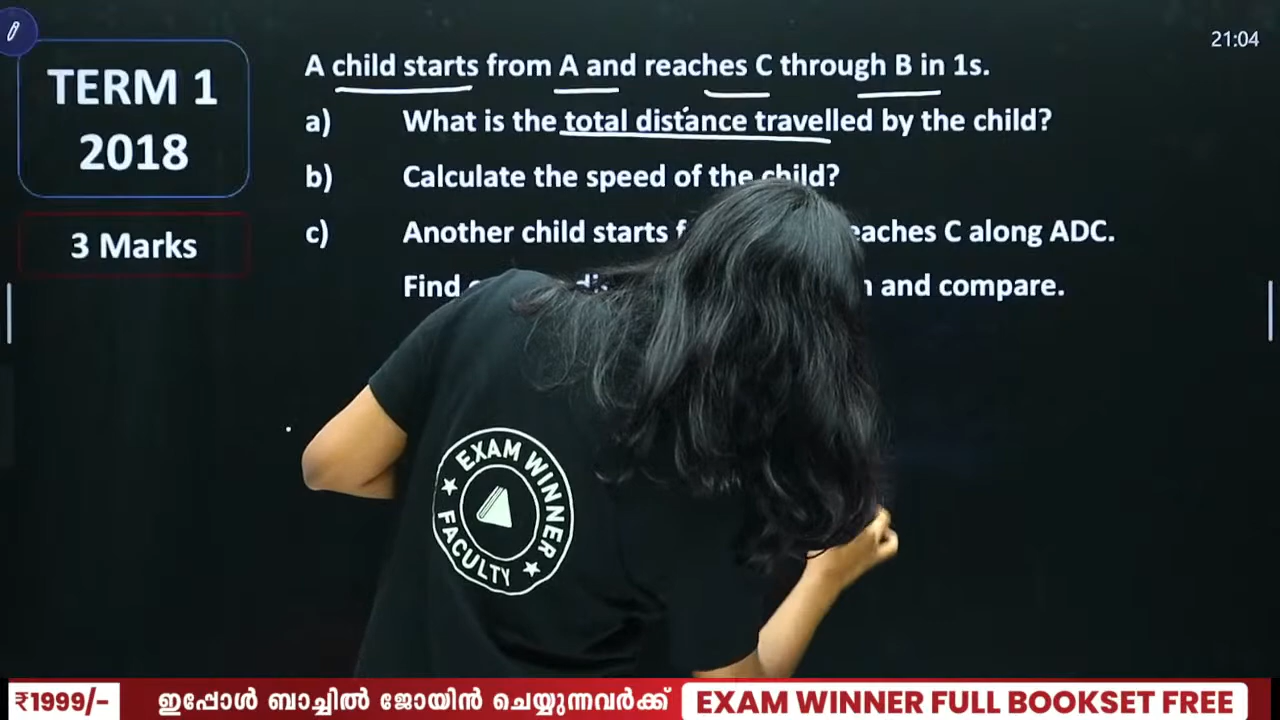 21:04
TERM 1
2018
3 Marks
A child starts from A and reaches C through B in 1s.
a) What is the total distance travelled by the child?
b) Calculate the speed of the child?
c) Another child starts eaches C along ADC.
Find and compare.
EXAM WINNER
FACULTY
₹1999/- ഇപ്പോൾ ബാച്ചിൽ ജോയിൻ ചെയ്യുന്നവർക്ക് EXAM WINNER FULL BOOKSET FREE